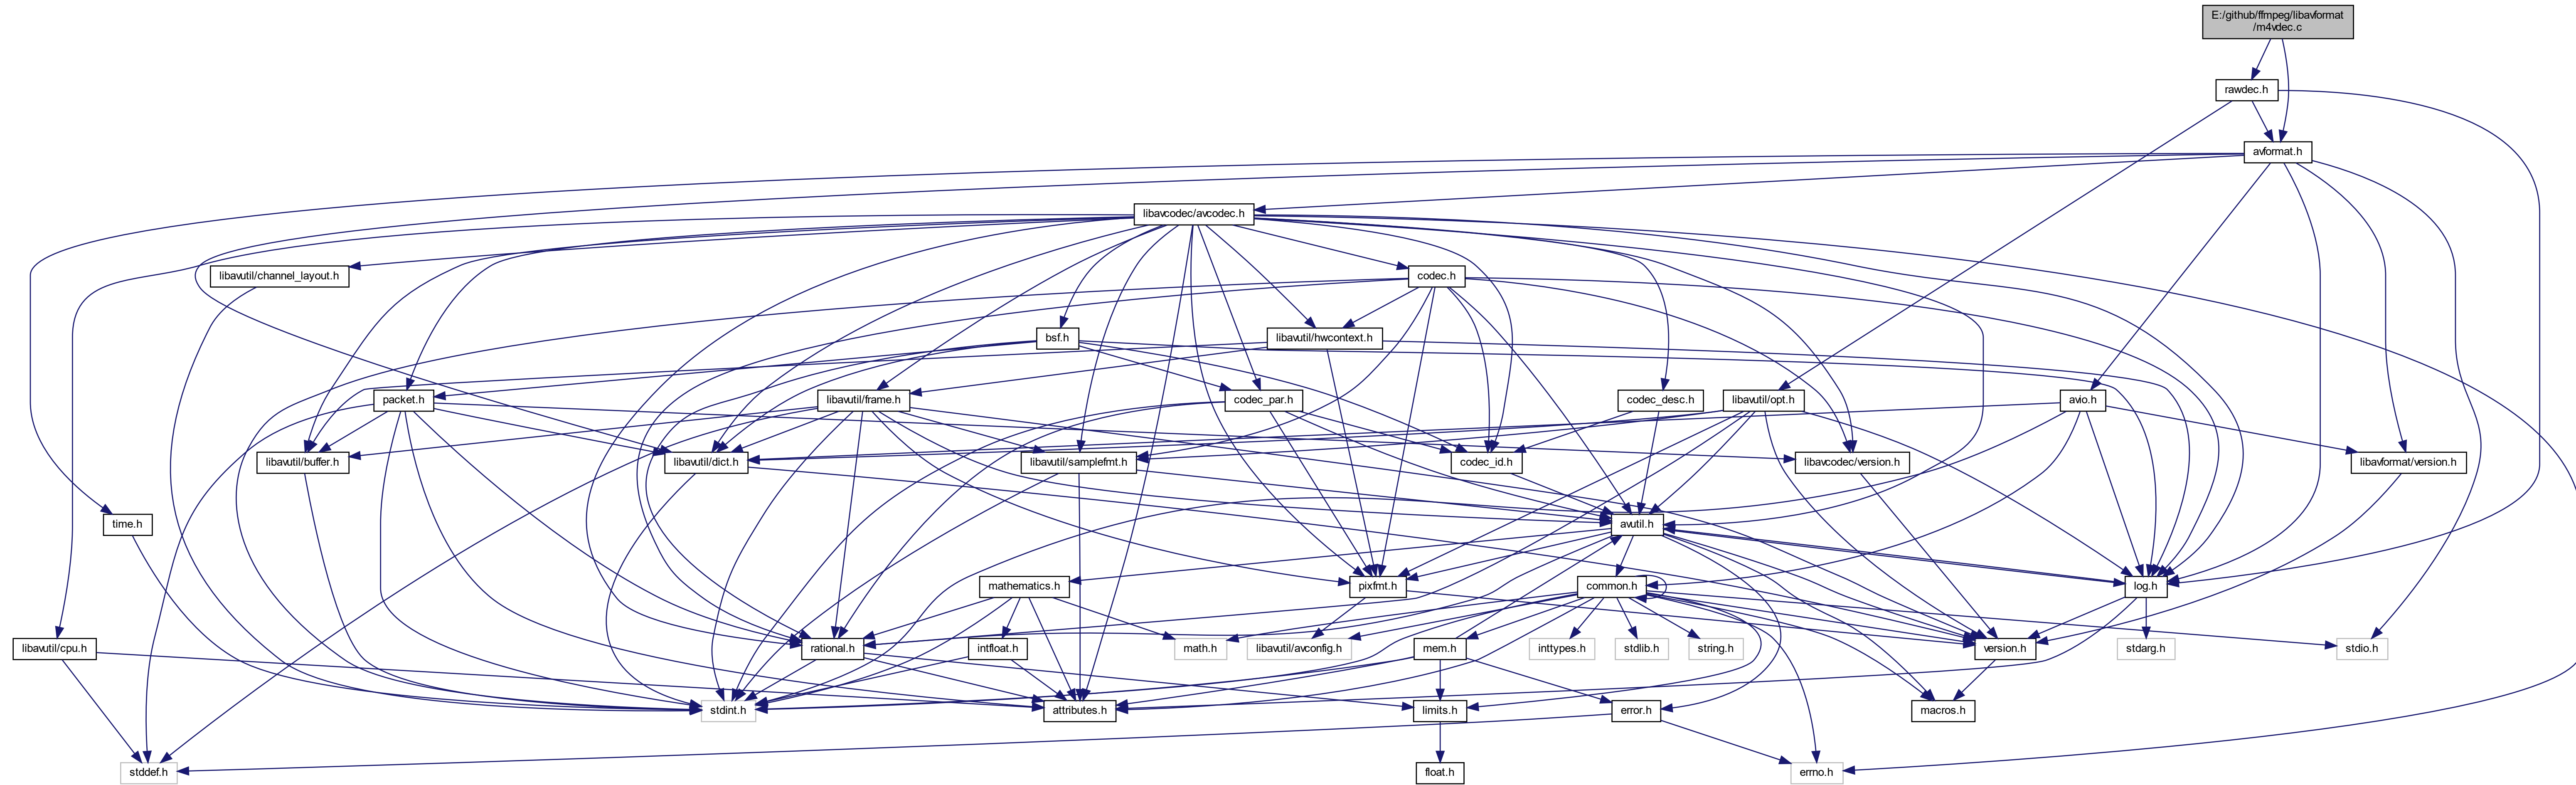 E:/github/ffmpeg/libavformat
/m4vdec.c
rawdec.h
avformat.h
libavcodec/avcodec.h
libavutil/channel_layout.h
codec.h
bsf.h
libavutil/hwcontext.h
packet.h
libavutil/frame.h
codec_par.h
codec_desc.h
libavutil/opt.h
avio.h
libavutil/buffer.h
libavutil/dict.h
libavutil/samplefmt.h
codec_id.h
libavcodec/version.h
libavformat/version.h
time.h
avutil.h
mathematics.h
pixfmt.h
common.h
log.h
libavutil/cpu.h
rational.h
intfloat.h
math.h
libavutil/avconfig.h
mem.h
inttypes.h
stdlib.h
string.h
version.h
stdarg.h
stdio.h
stdint.h
attributes.h
limits.h
error.h
macros.h
stddef.h
float.h
errno.h